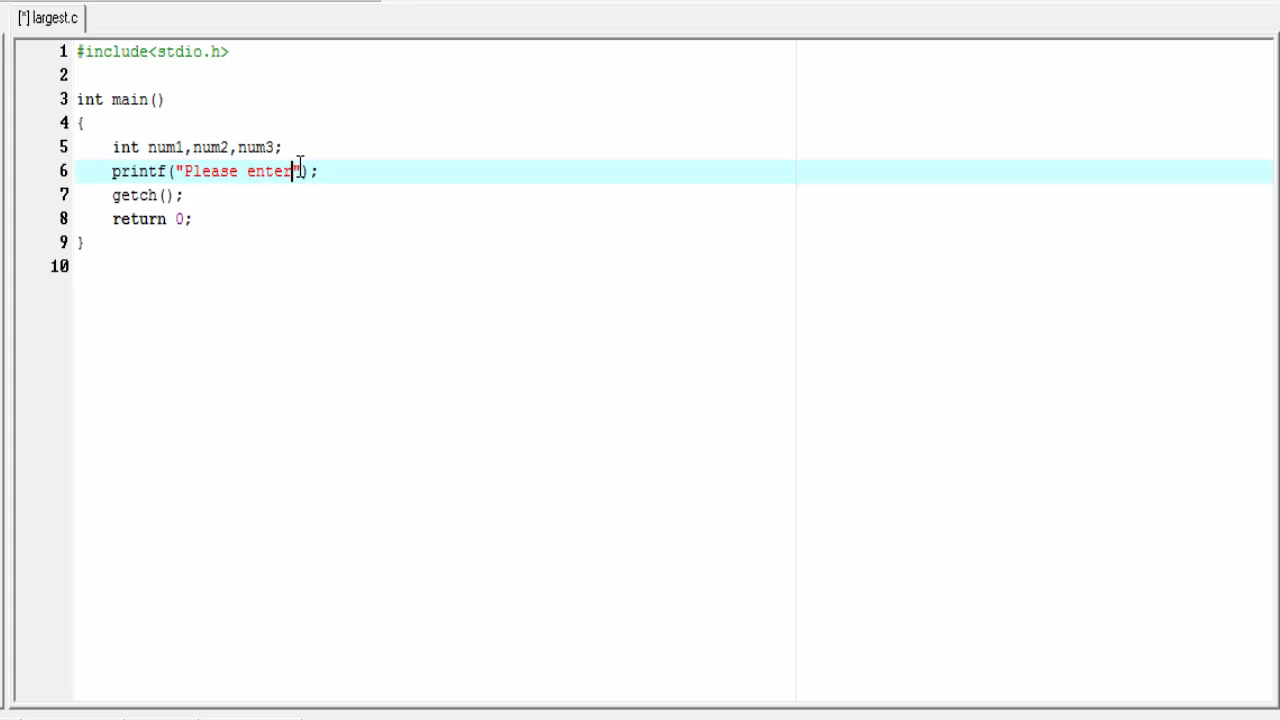 [*] largest.c
1 #include<stdio.h>
2
3 int main()
4 {
5 int num1,num2,num3;
6 printf("Please enter");
7 getch();
8 return 0;
9 }
10